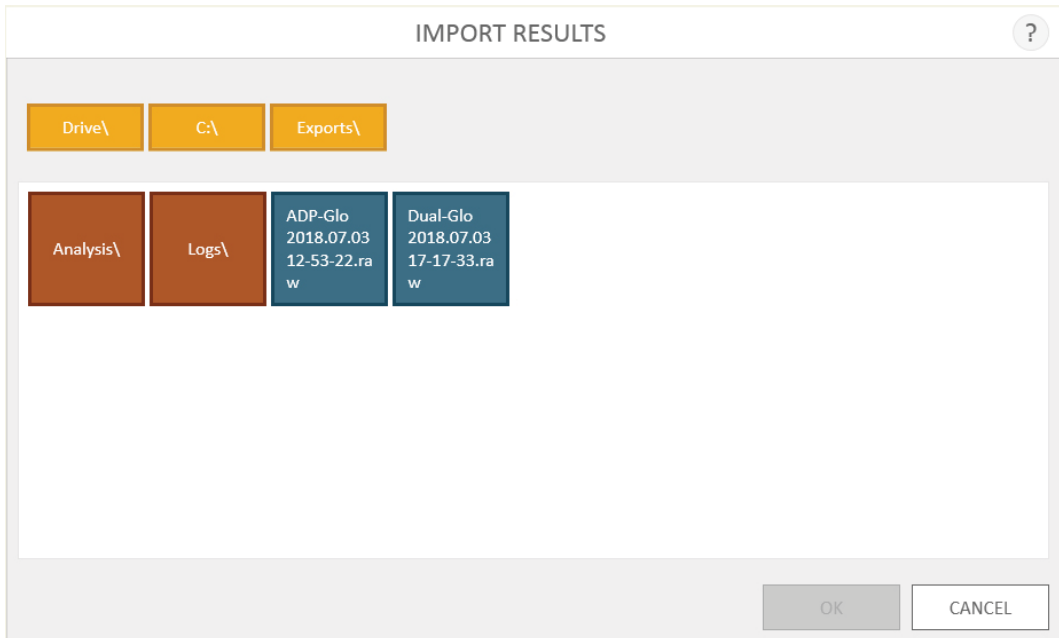 IMPORT RESULTS
?
Drive\
C:\
Exports\
Analysis\
Logs\
ADP-Glo
2018.07.03
12-53-22.ra
w
Dual-Glo
2018.07.03
17-17-33.ra
w
OK
CANCEL